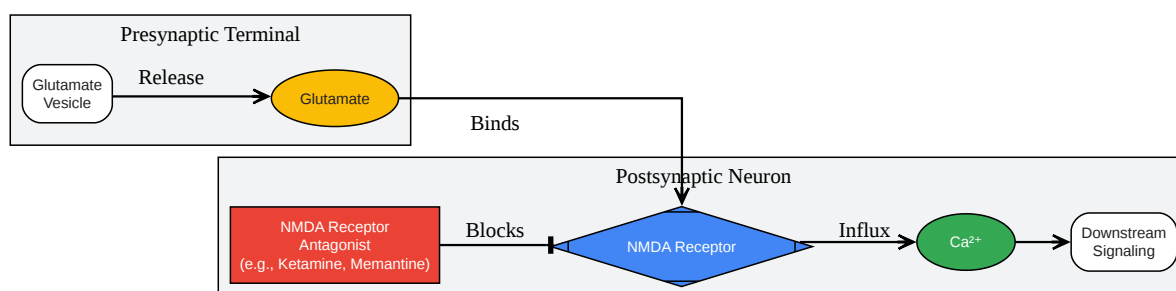 Presynaptic Terminal
Glutamate
Vesicle
Release
Glutamate
Binds
Postsynaptic Neuron
NMDA Receptor
Antagonist
(e.g., Ketamine, Memantine)
Blocks
NMDA Receptor
Influx
Ca²⁺
Downstream
Signaling